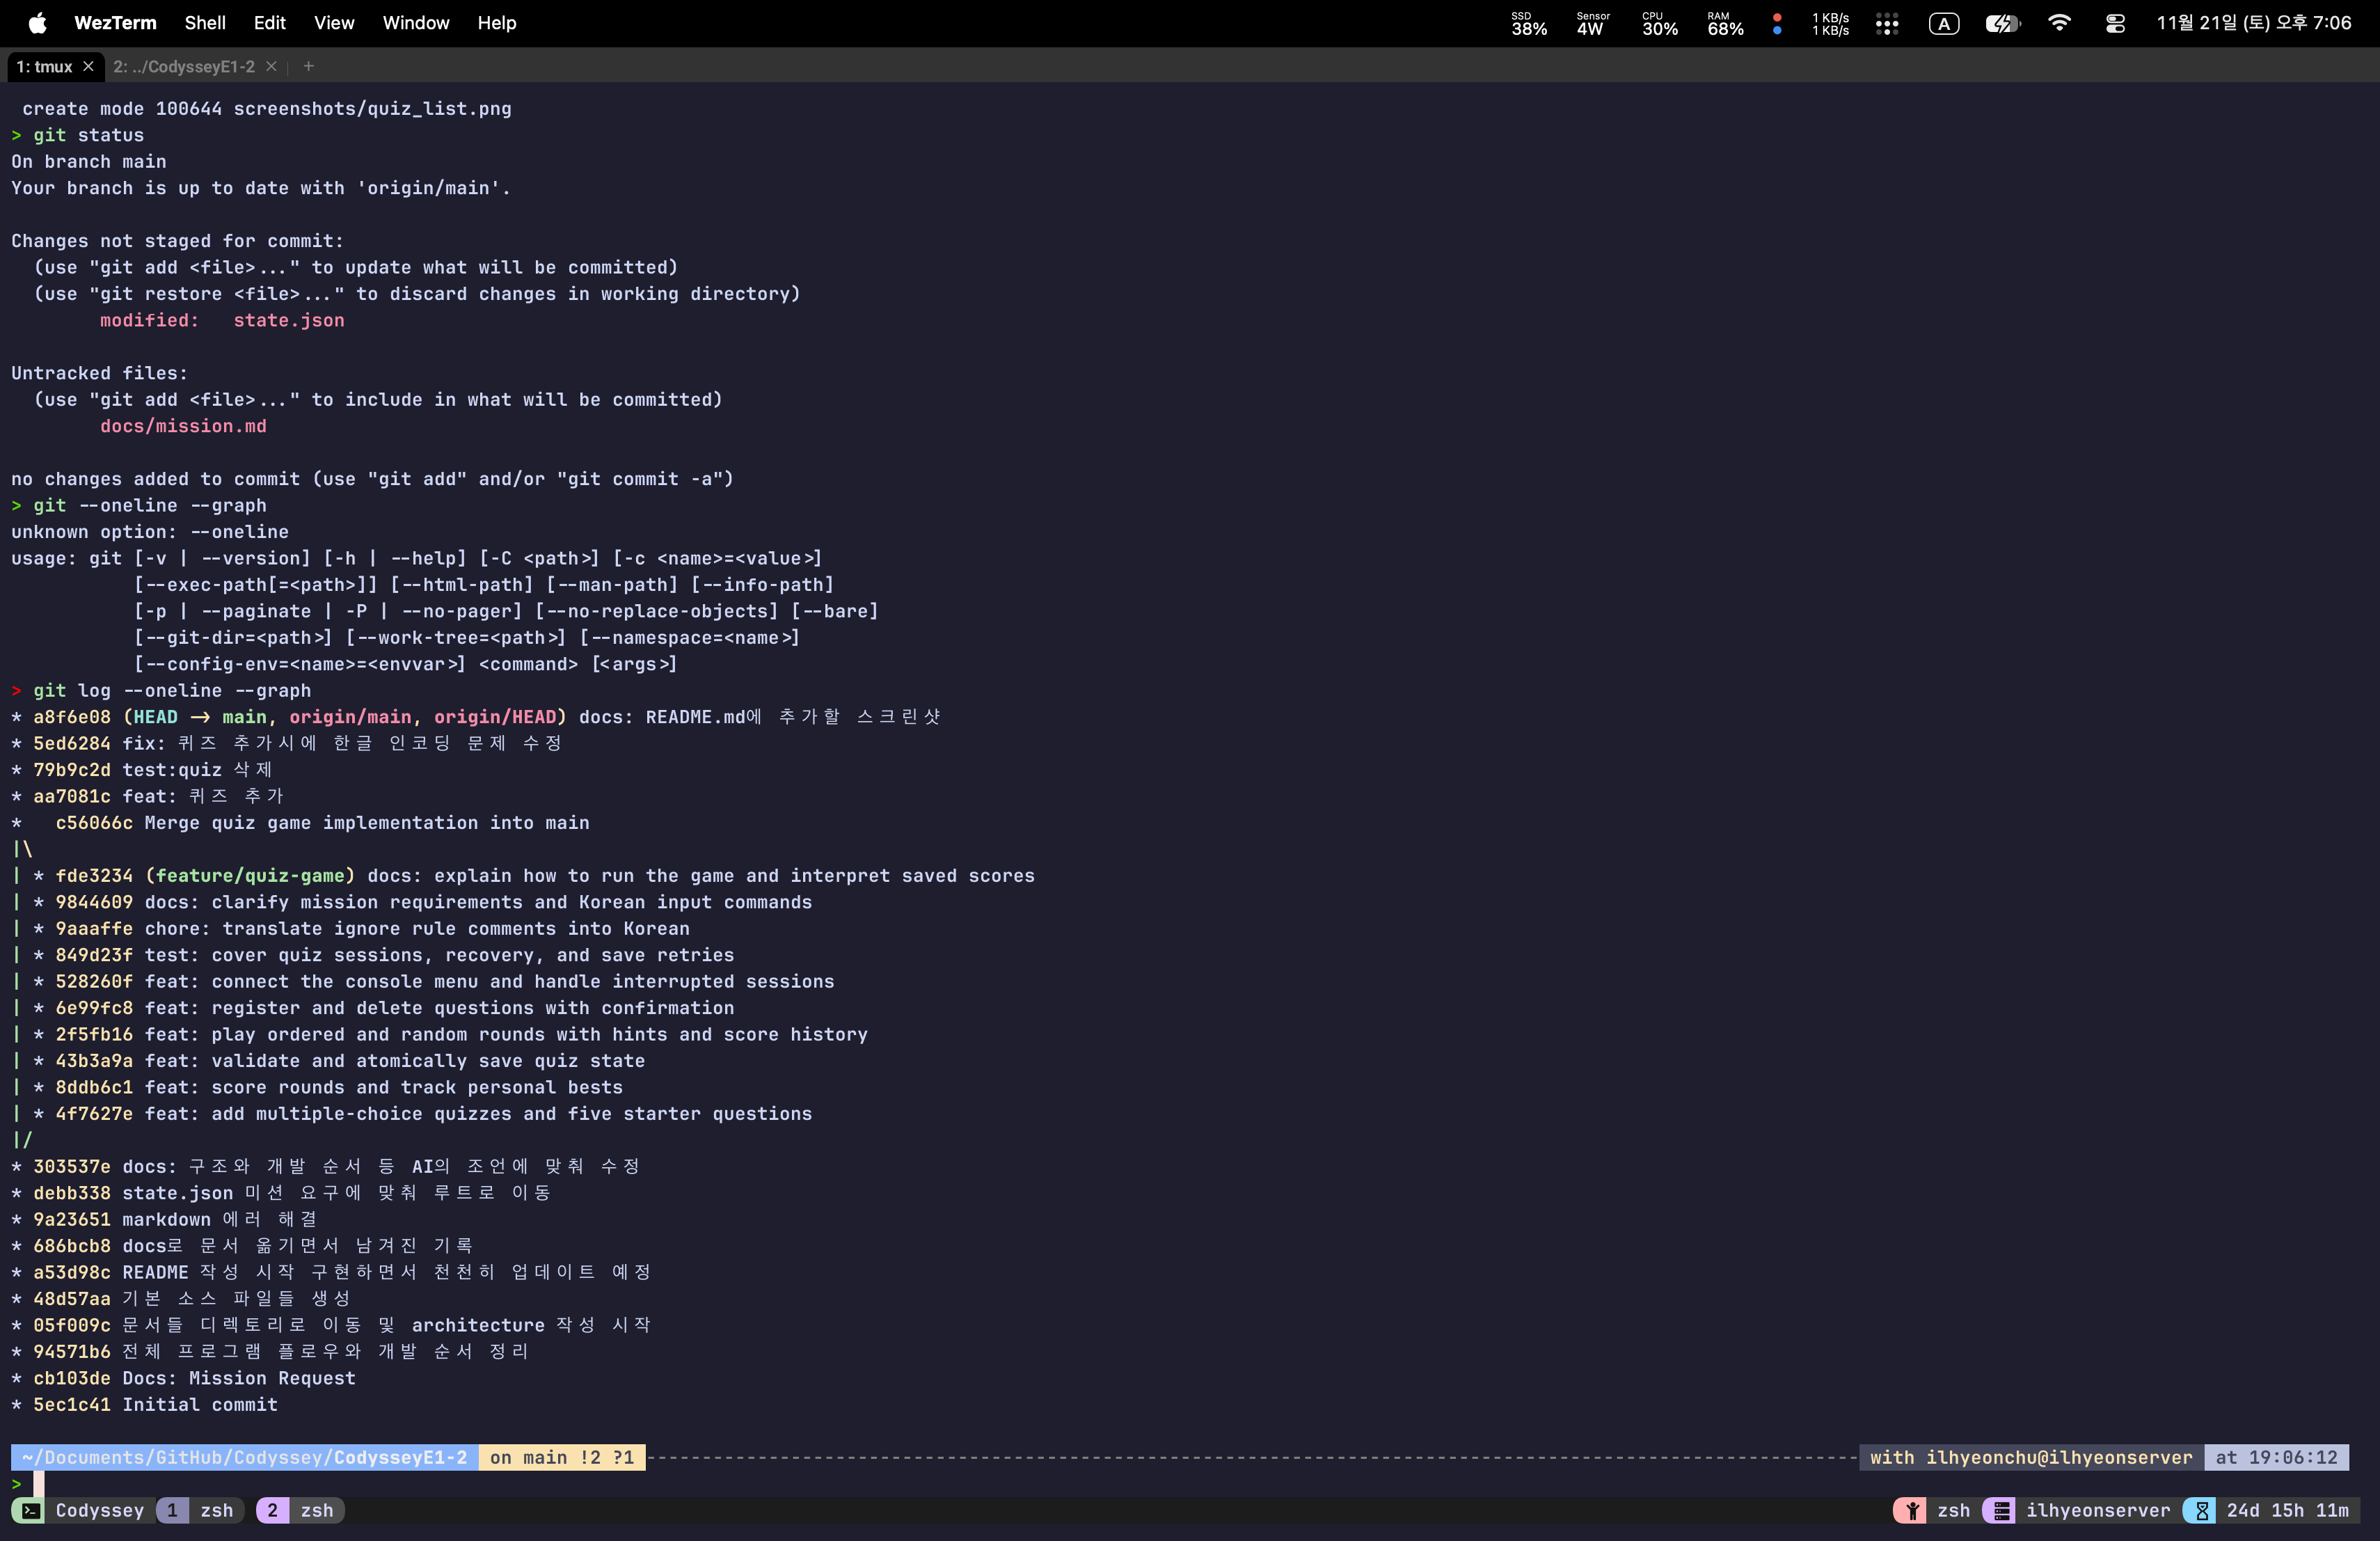 WezTerm Shell Edit View Window Help SSD 38% Sensor 4W CPU 30% RAM 68% 1 KB/s 1 KB/s A 11월 21일 (토) 오후 7:06
1: tmux × 2: ../CodysseyE1-2 × +
 create mode 100644 screenshots/quiz_list.png
> git status
On branch main
Your branch is up to date with 'origin/main'.
Changes not staged for commit:
  (use "git add <file>..." to update what will be committed)
  (use "git restore <file>..." to discard changes in working directory)
        modified:   state.json
Untracked files:
  (use "git add <file>..." to include in what will be committed)
        docs/mission.md
no changes added to commit (use "git add" and/or "git commit -a")
> git --oneline --graph
unknown option: --oneline
usage: git [-v | --version] [-h | --help] [-C <path>] [-c <name>=<value>]
           [--exec-path[=<path>]] [--html-path] [--man-path] [--info-path]
           [-p | --paginate | -P | --no-pager] [--no-replace-objects] [--bare]
           [--git-dir=<path>] [--work-tree=<path>] [--namespace=<name>]
           [--config-env=<name>=<envvar>] <command> [<args>]
> git log --oneline --graph
* a8f6e08 (HEAD -> main, origin/main, origin/HEAD) docs: README.md에 추가할 스크린샷
* 5ed6284 fix: 퀴즈 추가시에 한글 인코딩 문제 수정
* 79b9c2d test:quiz 삭제
* aa7081c feat: 퀴즈 추가
*   c56066c Merge quiz game implementation into main
|\
| * fde3234 (feature/quiz-game) docs: explain how to run the game and interpret saved scores
| * 9844609 docs: clarify mission requirements and Korean input commands
| * 9aaaffe chore: translate ignore rule comments into Korean
| * 849d23f test: cover quiz sessions, recovery, and save retries
| * 528260f feat: connect the console menu and handle interrupted sessions
| * 6e99fc8 feat: register and delete questions with confirmation
| * 2f5fb16 feat: play ordered and random rounds with hints and score history
| * 43b3a9a feat: validate and atomically save quiz state
| * 8ddb6c1 feat: score rounds and track personal bests
| * 4f7627e feat: add multiple-choice quizzes and five starter questions
|/
* 303537e docs: 구조와 개발 순서 등 AI의 조언에 맞춰 수정
* debb338 state.json 미션 요구에 맞춰 루트로 이동
* 9a23651 markdown 에러 해결
* 686bcb8 docs로 문서 옮기면서 남겨진 기록
* a53d98c README 작성 시작 구현하면서 천천히 업데이트 예정
* 48d57aa 기본 소스 파일들 생성
* 05f009c 문서들 디렉토리로 이동 및 architecture 작성 시작
* 94571b6 전체 프로그램 플로우와 개발 순서 정리
* cb103de Docs: Mission Request
* 5ec1c41 Initial commit
~/Documents/GitHub/Codyssey/CodysseyE1-2 on main !2 ?1 with ilhyeonchu@ilhyeonserver at 19:06:12
>
Codyssey 1 zsh 2 zsh zsh ilhyeonserver 24d 15h 11m